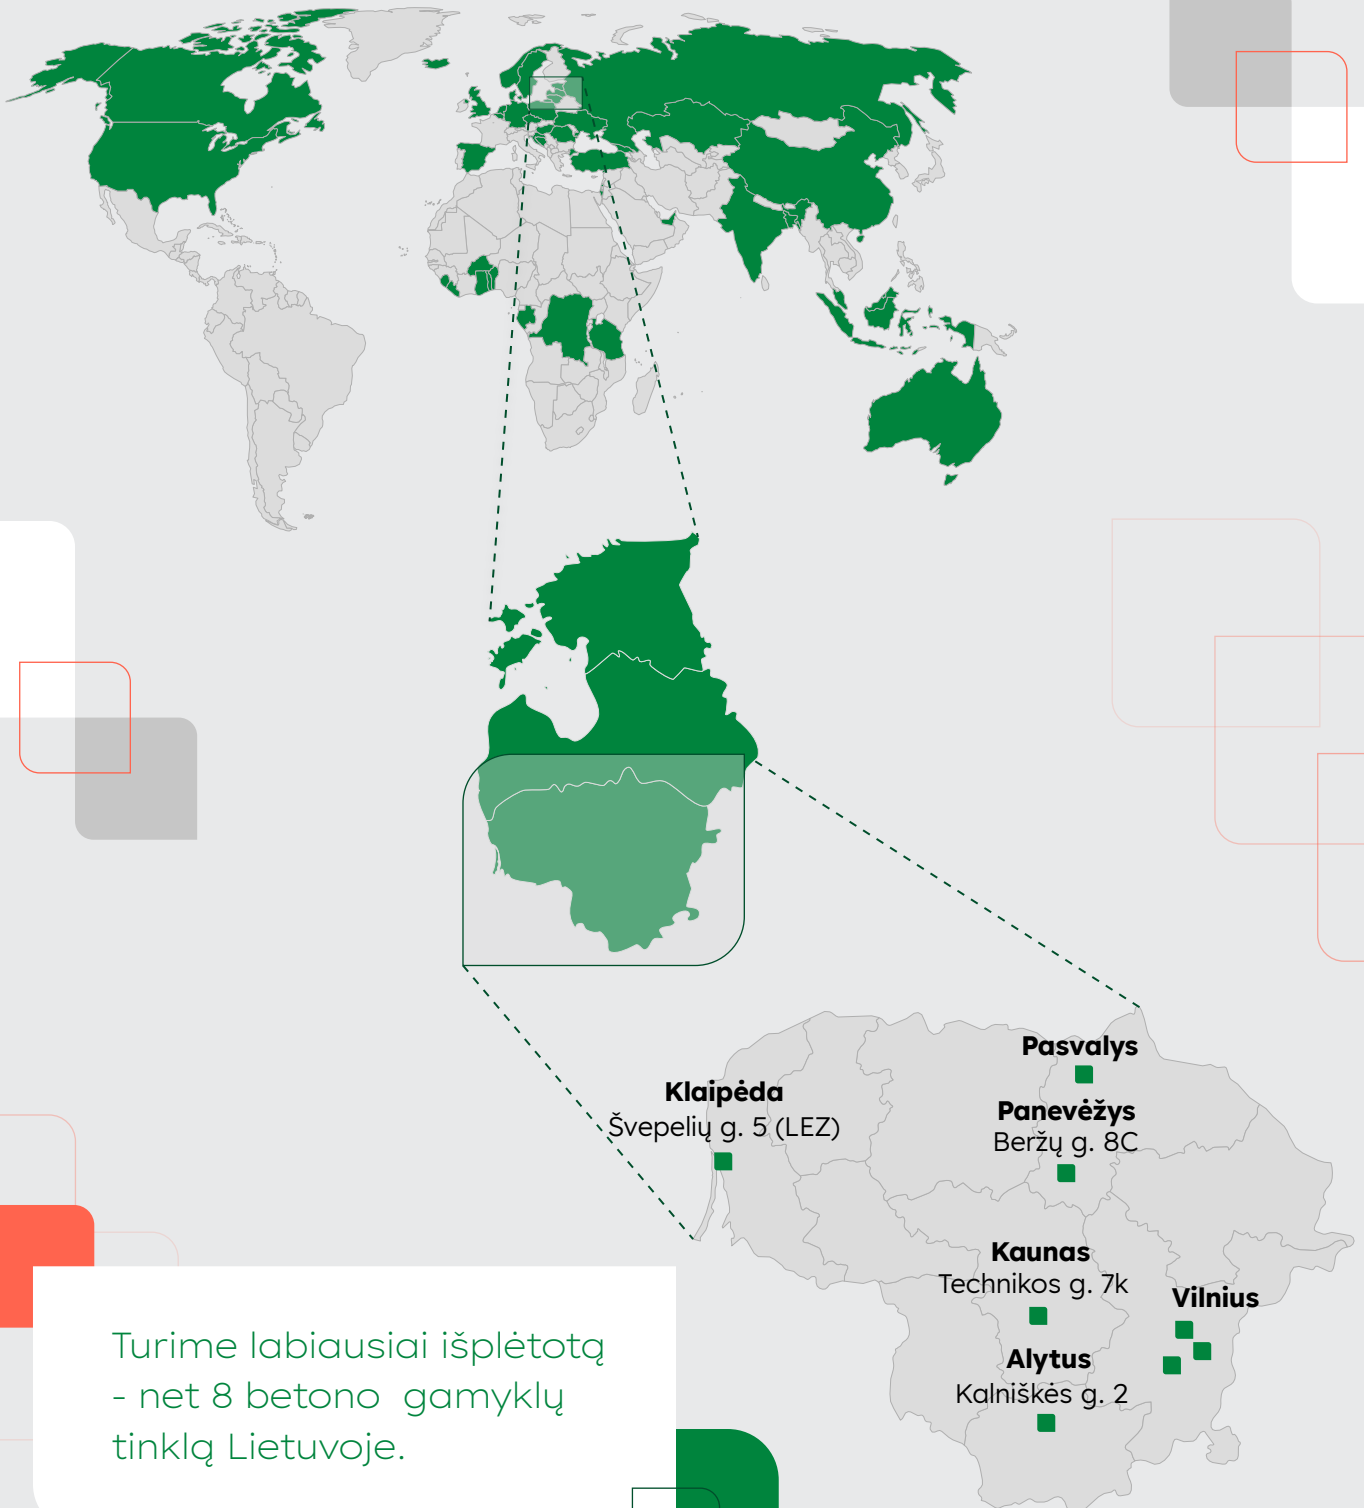 Pasvalys
Klaipėda
Švepelių g. 5 (LEZ)
Panevėžys
Beržų g. 8C
Kaunas
Technikos g. 7k
Vilnius
Alytus
Kalniškės g. 2
Turime labiausiai išplėtotą
- net 8 betono gamyklų
tinklą Lietuvoje.